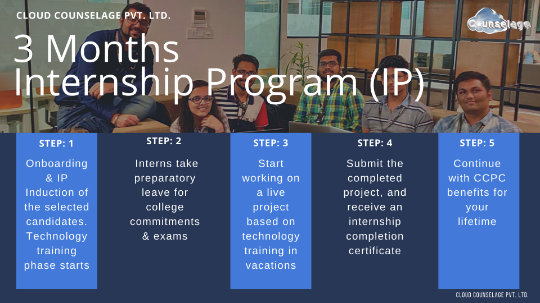 CLOUD COUNSELAGE PVT. LTD.
Counselage
3 Months
Internship Program (IP)
STEP: 1
Onboarding
& IP
Induction of
the selected
candidates.
Technology
training
phase starts
STEP: 2
Interns take
preparatory
leave for
college
commitments
& exams
STEP: 3
Start
working on
a live
project
based on
technology
training in
vacations
STEP: 4
Submit the
completed
project, and
receive an
internship
completion
certificate
STEP: 5
Continue
with CCPC
benefits for
your
lifetime
CLOUD COUNSELAGE PVT. LTD.